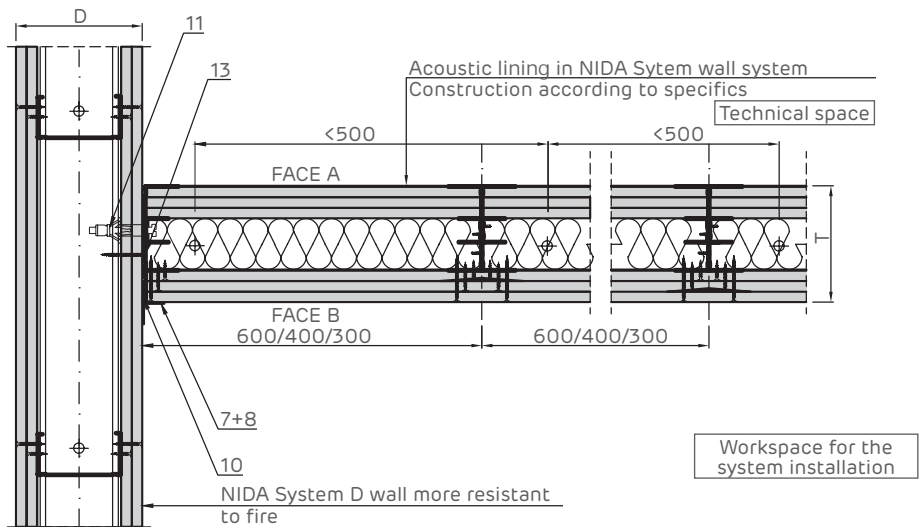 D
11
13
Acoustic lining in NIDA Sytem wall system
Construction according to specifics
Technical space
<500
<500
FACE A
T
FACE B
600/400/300
600/400/300
7+8
10
Workspace for the
system installation
NIDA System D wall more resistant
to fire